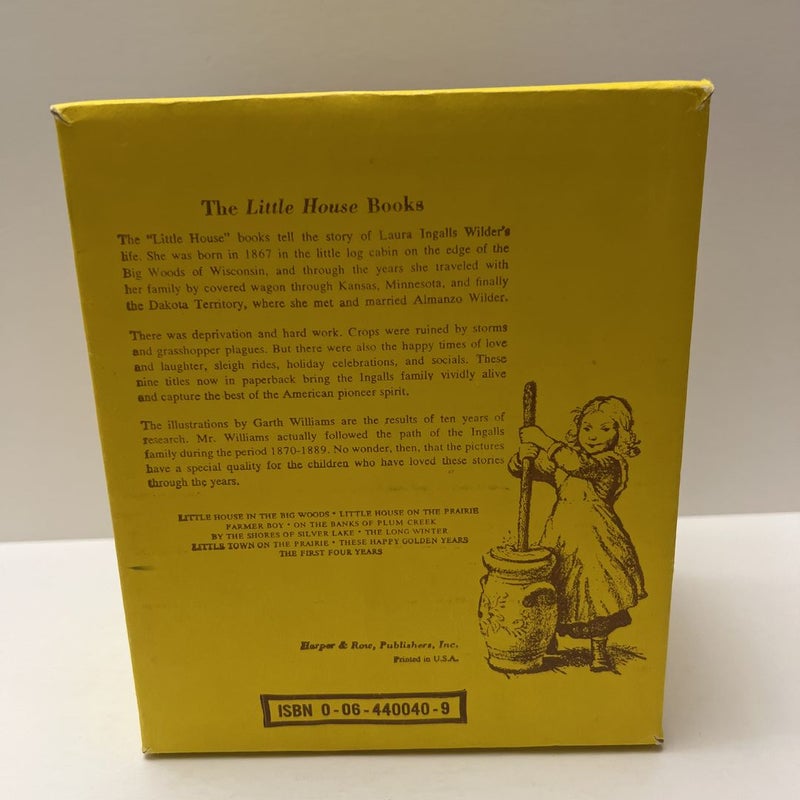 The Little House Books
The "Little House" books tell the story of Laura Ingalls Wilder's
life. She was born in 1867 in the little log cabin on the edge of the
Big Woods of Wisconsin, and through the years she traveled with
her family by covered wagon through Kansas, Minnesota, and finally
the Dakota Territory, where she met and married Almanzo Wilder.
There was deprivation and hard work. Crops were ruined by storms
and grasshopper plagues. But there were also the happy times of love
and laughter, sleigh rides, holiday celebrations, and socials. These
nine titles now in paperback bring the Ingalls family vividly alive
and capture the best of the American pioneer spirit.
The illustrations by Garth Williams are the results of ten years of
research. Mr. Williams actually followed the path of the Ingalls
family during the period 1870-1889. No wonder, then, that the pictures
have a special quality for the children who have loved these stories
through the years.
LITTLE HOUSE IN THE BIG WOODS • LITTLE HOUSE ON THE PRAIRIE
FARMER BOY • ON THE BANKS OF PLUM CREEK
BY THE SHORES OF SILVER LAKE • THE LONG WINTER
LITTLE TOWN ON THE PRAIRIE • THESE HAPPY GOLDEN YEARS
THE FIRST FOUR YEARS
Harper & Row, Publishers, Inc.
Printed in U.S.A.
ISBN 0-06-440040-9